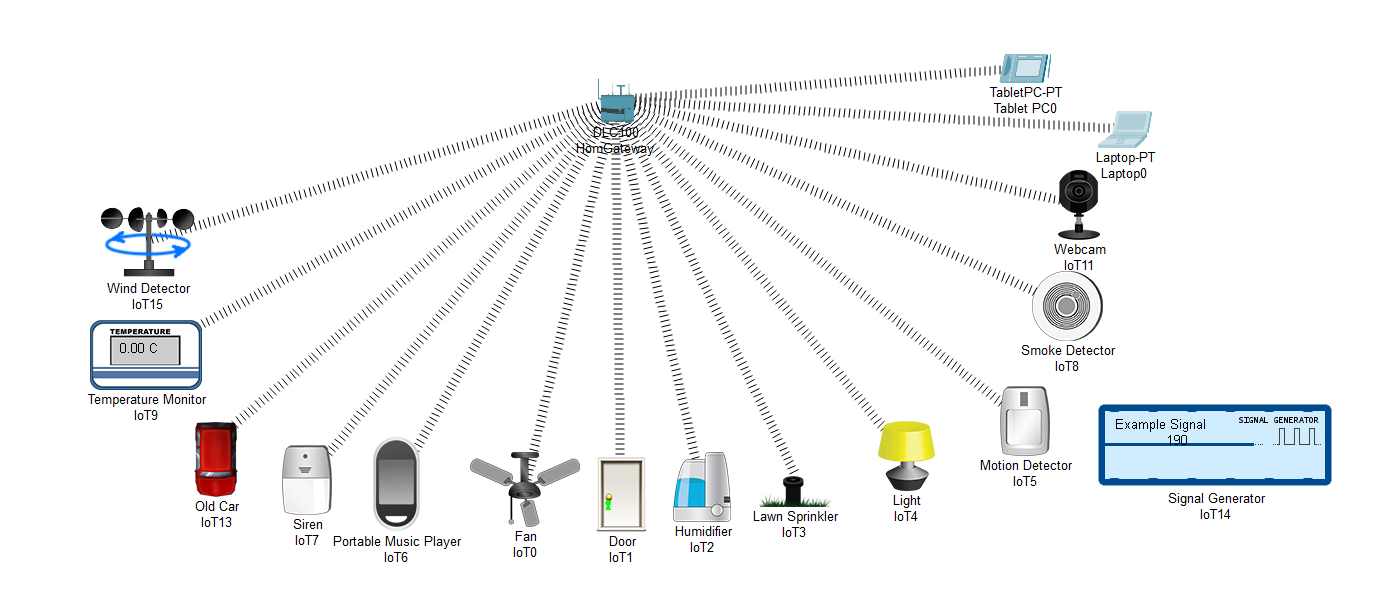 TabletPC-PT
Tablet PC0
DLC100
HomGateway
Laptop-PT
Laptop0
Webcam
IoT11
Wind Detector
IoT15
TEMPERATURE
0.00 C
Temperature Monitor
IoT9
Smoke Detector
IoT8
Old Car
IoT13
Siren
IoT7
Portable Music Player
IoT6
Fan
IoT0
Door
IoT1
Humidifier
IoT2
Lawn Sprinkler
IoT3
Light
IoT4
Motion Detector
IoT5
SIGNAL GENERATOR
Example Signal
190
Signal Generator
IoT14